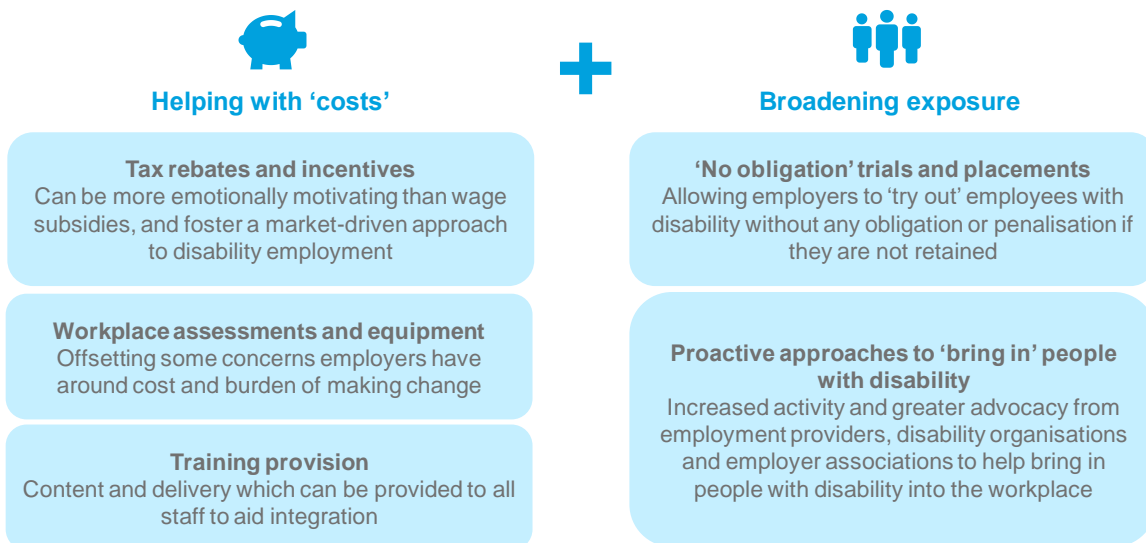 Helping with ‘costs’
Tax rebates and incentives
Can be more emotionally motivating than wage
subsidies, and foster a market-driven approach
to disability employment
Workplace assessments and equipment
Offsetting some concerns employers have
around cost and burden of making change
Training provision
Content and delivery which can be provided to all
staff to aid integration
Broadening exposure
‘No obligation’ trials and placements
Allowing employers to ‘try out’ employees with
disability without any obligation or penalisation if
they are not retained
Proactive approaches to ‘bring in’ people
with disability
Increased activity and greater advocacy from
employment providers, disability organisations
and employer associations to help bring in
people with disability into the workplace